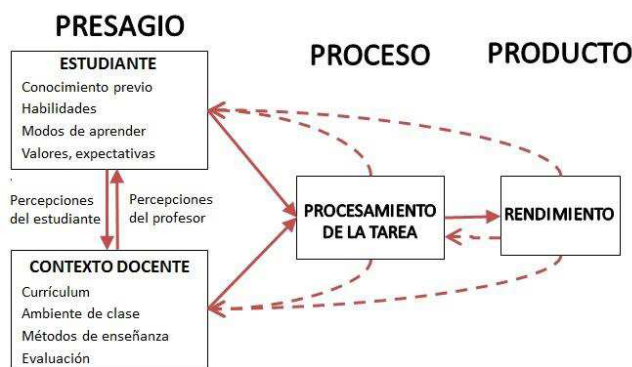 PRESAGIO
PROCESO
PRODUCTO
ESTUDIANTE
Conocimiento previo
Habilidades
Modos de aprender
Valores, expectativas
Percepciones
del estudiante
Percepciones
del profesor
PROCESAMIENTO
DE LA TAREA
RENDIMIENTO
CONTEXTO DOCENTE
Currículum
Ambiente de clase
Métodos de enseñanza
Evaluación